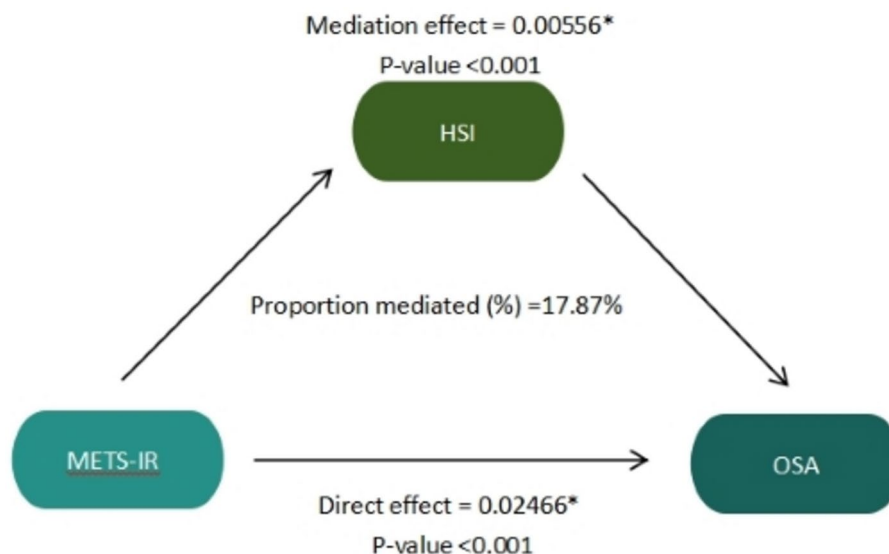 Mediation effect = 0.00556*
P-value <0.001
HSI
Proportion mediated (%) =17.87%
METS-IR
OSA
Direct effect = 0.02466*
P-value <0.001